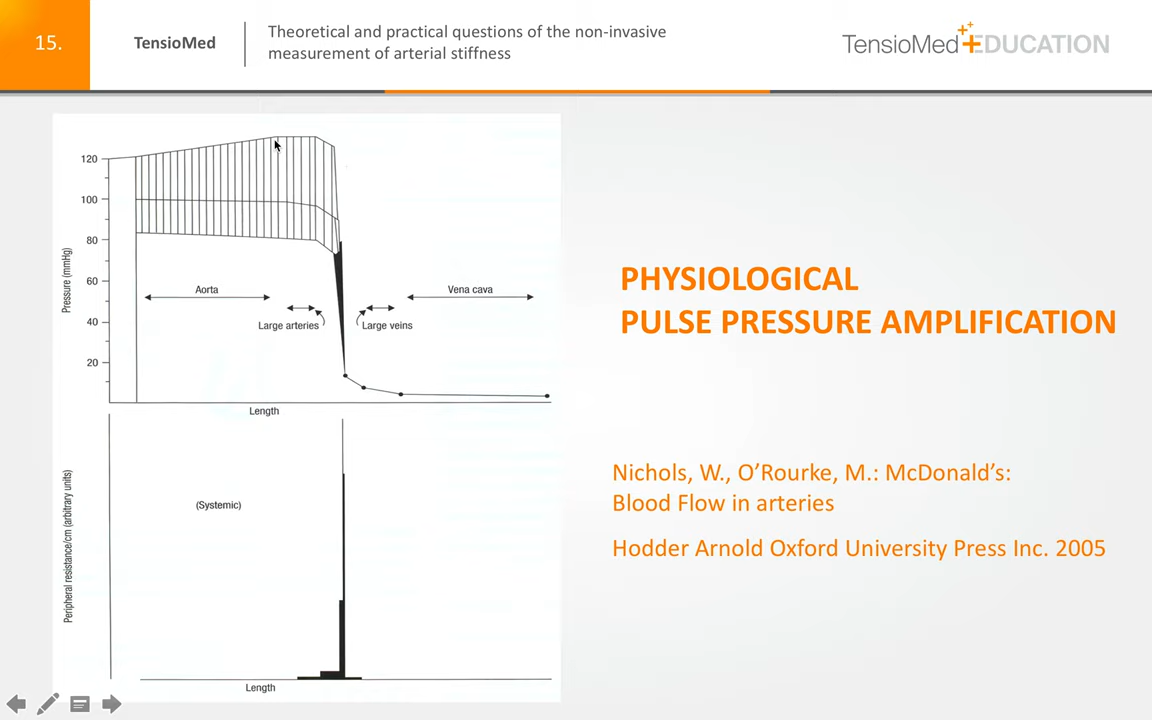 15.
TensioMed
Theoretical and practical questions of the non-invasive
measurement of arterial stiffness
TensioMed EDUCATION
120
100
80
60
40
20
Pressure (mmHg)
Aorta
Vena cava
Large arteries
Large veins
Length
Peripheral resistance/cm (arbitrary units)
(Systemic)
Length
PHYSIOLOGICAL
PULSE PRESSURE AMPLIFICATION
Nichols, W., O’Rourke, M.: McDonald’s:
Blood Flow in arteries
Hodder Arnold Oxford University Press Inc. 2005